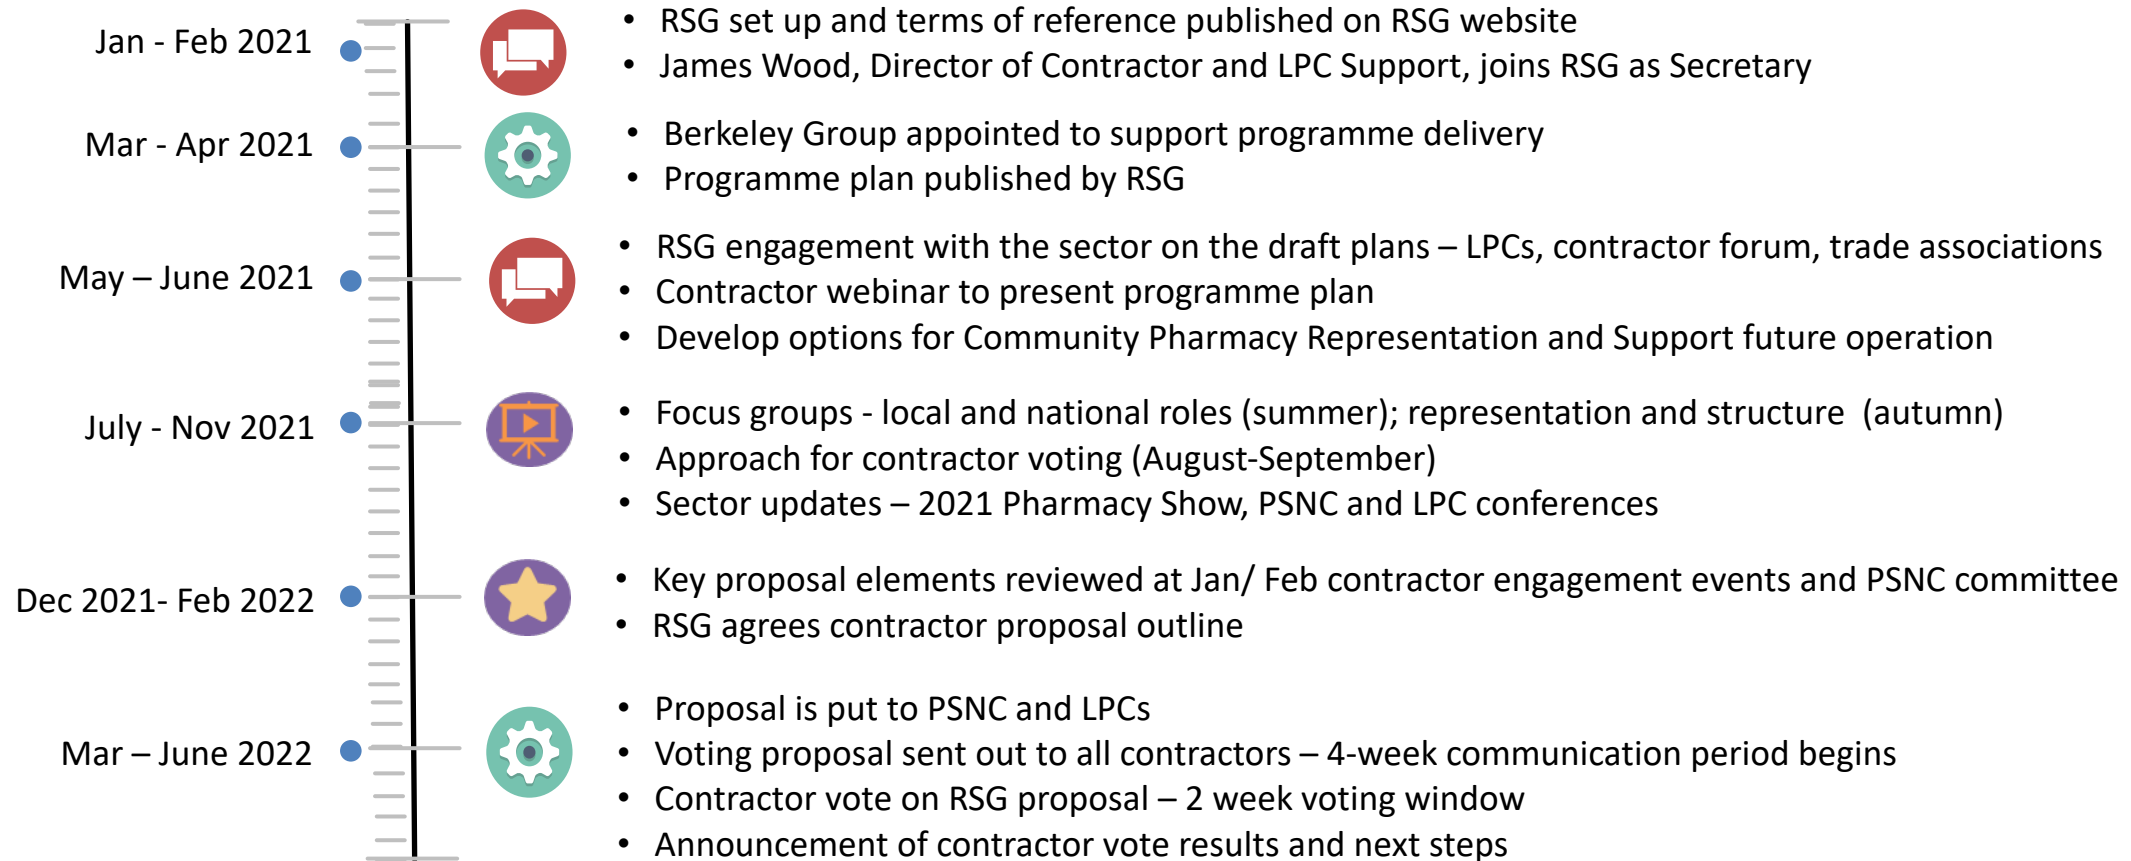 Jan - Feb 2021
• RSG set up and terms of reference published on RSG website
• James Wood, Director of Contractor and LPC Support, joins RSG as Secretary
Mar - Apr 2021
• Berkeley Group appointed to support programme delivery
• Programme plan published by RSG
May – June 2021
• RSG engagement with the sector on the draft plans – LPCs, contractor forum, trade associations
• Contractor webinar to present programme plan
• Develop options for Community Pharmacy Representation and Support future operation
July - Nov 2021
• Focus groups - local and national roles (summer); representation and structure (autumn)
• Approach for contractor voting (August-September)
• Sector updates – 2021 Pharmacy Show, PSNC and LPC conferences
Dec 2021- Feb 2022
• Key proposal elements reviewed at Jan/ Feb contractor engagement events and PSNC committee
• RSG agrees contractor proposal outline
Mar – June 2022
• Proposal is put to PSNC and LPCs
• Voting proposal sent out to all contractors – 4-week communication period begins
• Contractor vote on RSG proposal – 2 week voting window
• Announcement of contractor vote results and next steps